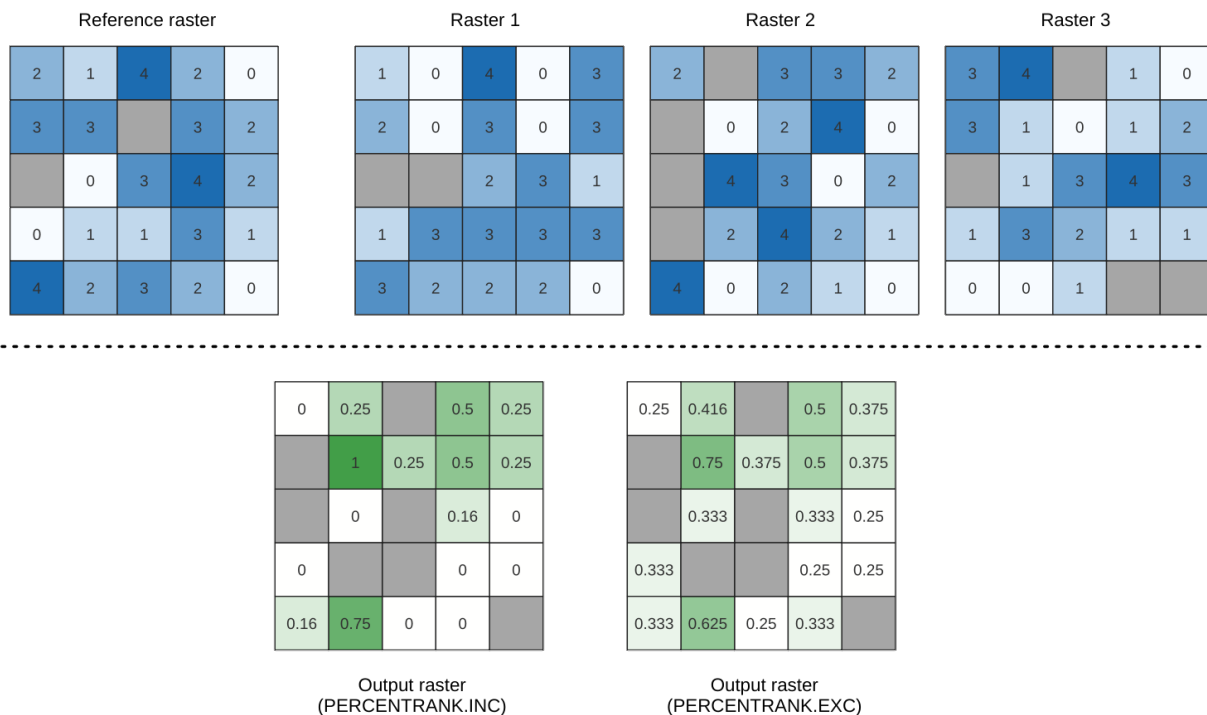 Reference raster Raster 1 Raster 2 Raster 3
2 1 4 2 0 1 0 4 0 3 2 3 3 2 3 4 1 0
3 3 3 2 2 0 3 0 3 0 2 4 0 3 1 0 1 2
0 3 4 2 2 3 1 4 3 0 2 1 3 4 3
0 1 1 3 1 1 3 3 3 3 2 4 2 1 1 3 2 1 1
4 2 3 2 0 3 2 2 2 0 4 0 2 1 0 0 0 1
0 0.25 0.5 0.25 0.25 0.416 0.5 0.375
1 0.25 0.5 0.25 0.75 0.375 0.5 0.375
0 0.16 0 0.333 0.333 0.25
0 0 0 0.333 0.25 0.25
0.16 0.75 0 0 0.333 0.625 0.25 0.333
Output raster Output raster
(PERCENTRANK.INC) (PERCENTRANK.EXC)